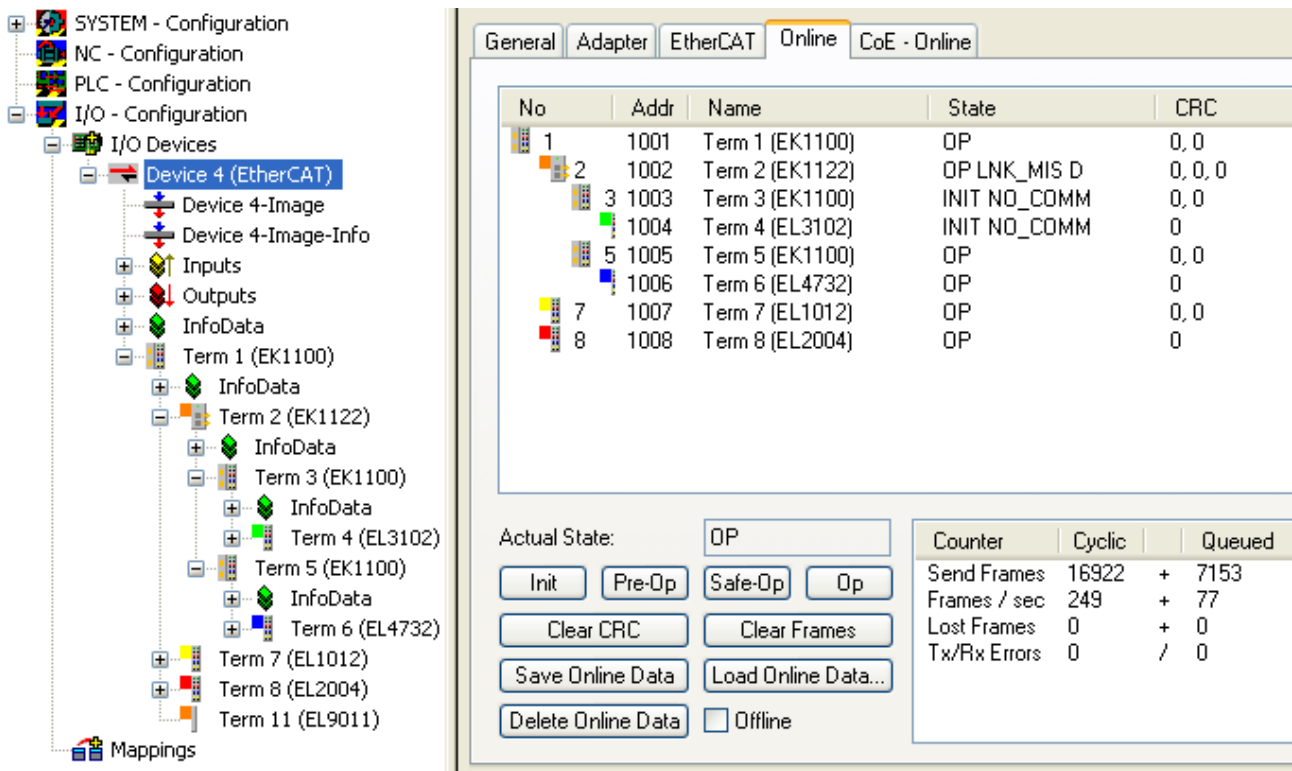 SYSTEM - Configuration
NC - Configuration
PLC - Configuration
I/O - Configuration
I/O Devices
Device 4 (EtherCAT)
Device 4-Image
Device 4-Image-Info
Inputs
Outputs
InfoData
Term 1 (EK1100)
InfoData
Term 2 (EK1122)
InfoData
Term 3 (EK1100)
InfoData
Term 4 (EL3102)
Term 5 (EK1100)
InfoData
Term 6 (EL4732)
Term 7 (EL1012)
Term 8 (EL2004)
Term 11 (EL9011)
Mappings
General Adapter EtherCAT Online CoE - Online
No Addr Name State CRC
1 1001 Term 1 (EK1100) OP 0, 0
2 1002 Term 2 (EK1122) OP LNK_MIS D 0, 0, 0
3 1003 Term 3 (EK1100) INIT NO_COMM 0, 0
1004 Term 4 (EL3102) INIT NO_COMM 0
5 1005 Term 5 (EK1100) OP 0, 0
1006 Term 6 (EL4732) OP 0
7 1007 Term 7 (EL1012) OP 0, 0
8 1008 Term 8 (EL2004) OP 0
Actual State: OP
Init Pre-Op Safe-Op Op
Clear CRC Clear Frames
Save Online Data Load Online Data...
Delete Online Data Offline
Counter Cyclic Queued
Send Frames 16922 + 7153
Frames / sec 249 + 77
Lost Frames 0 + 0
Tx/Rx Errors 0 / 0